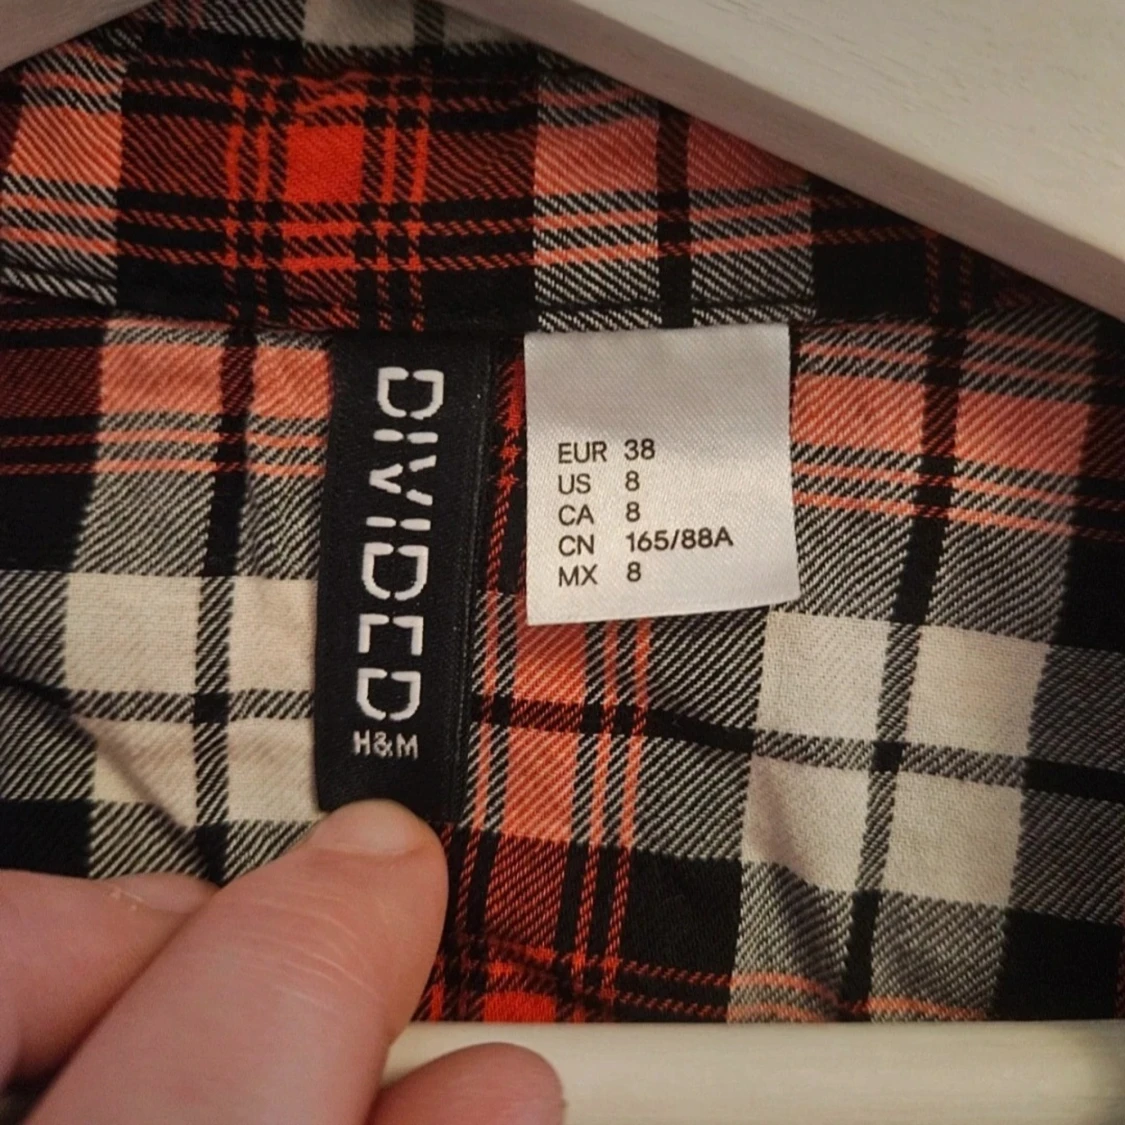 DIVIDED
H&M
EUR 38
US 8
CA 8
CN 165/88A
MX 8